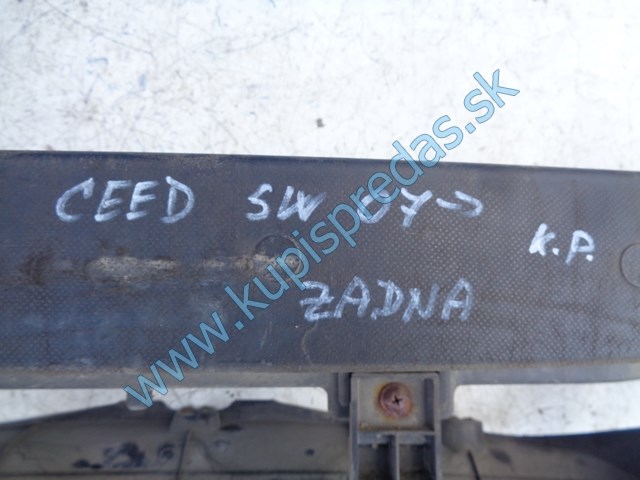 CEED SW 07->
K.P.
ZADNA
www.kupispredas.sk